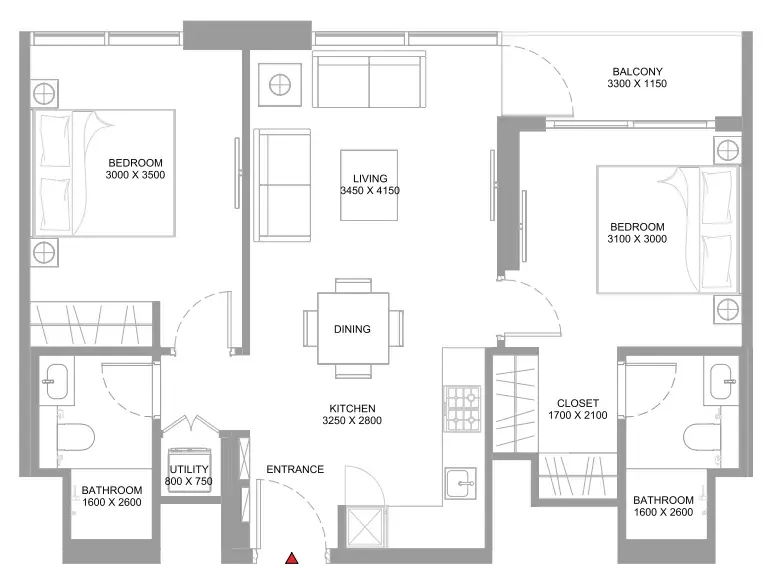 BALCONY
3300 X 1150
BEDROOM
3000 X 3500
LIVING
3450 X 4150
BEDROOM
3100 X 3000
DINING
KITCHEN
3250 X 2800
CLOSET
1700 X 2100
ENTRANCE
UTILITY
800 X 750
BATHROOM
1600 X 2600
BATHROOM
1600 X 2600